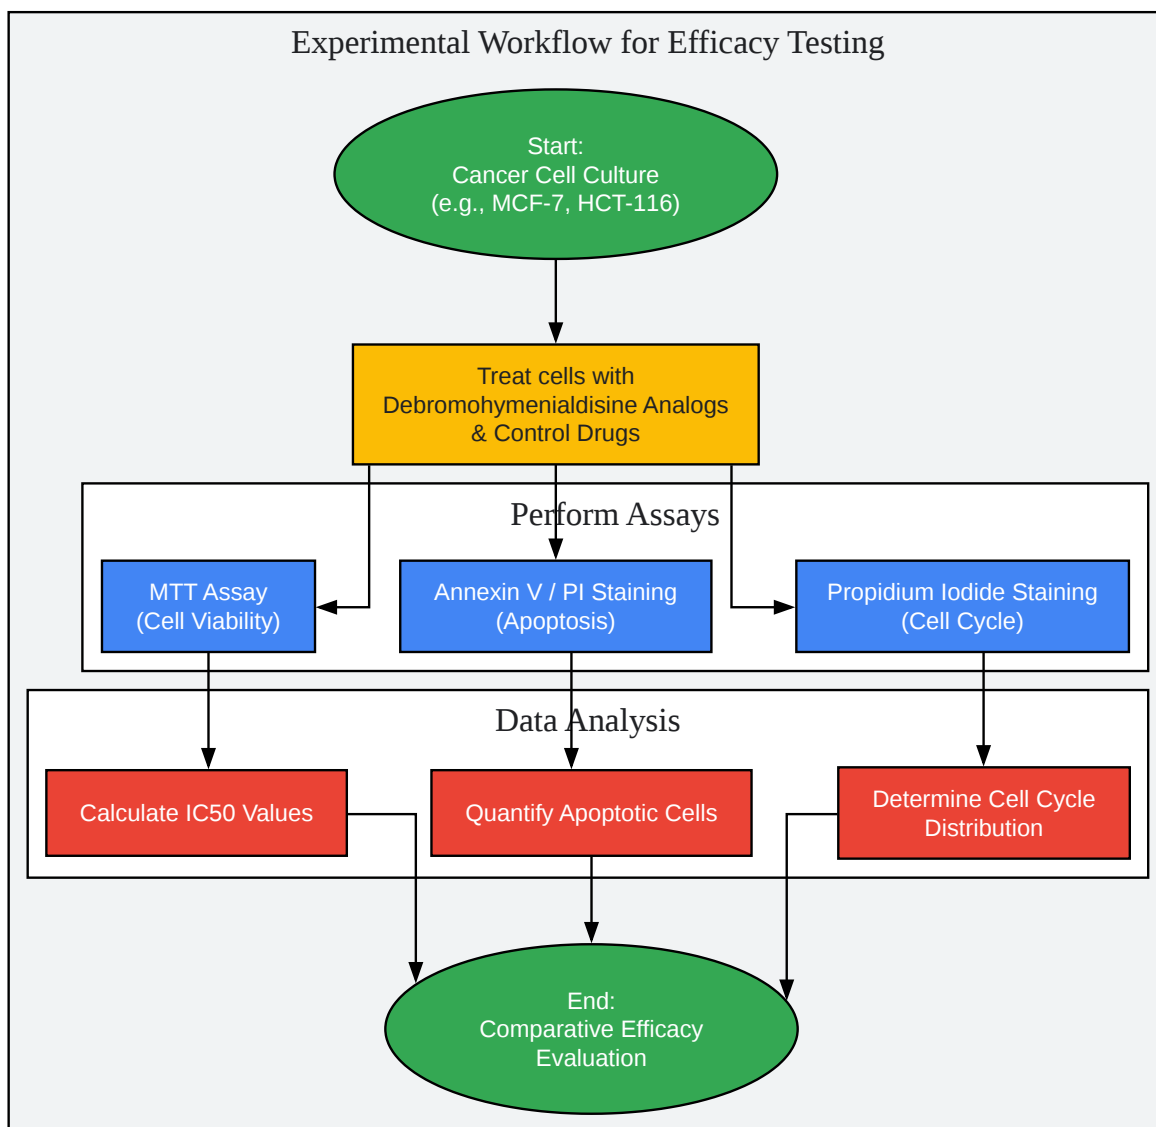 Experimental Workflow for Efficacy Testing
Start:
Cancer Cell Culture
(e.g., MCF-7, HCT-116)
Treat cells with
Debromohymenialdisine Analogs
& Control Drugs
Perform Assays
MTT Assay
(Cell Viability)
Annexin V / PI Staining
(Apoptosis)
Propidium Iodide Staining
(Cell Cycle)
Data Analysis
Calculate IC50 Values
Quantify Apoptotic Cells
Determine Cell Cycle
Distribution
End:
Comparative Efficacy
Evaluation